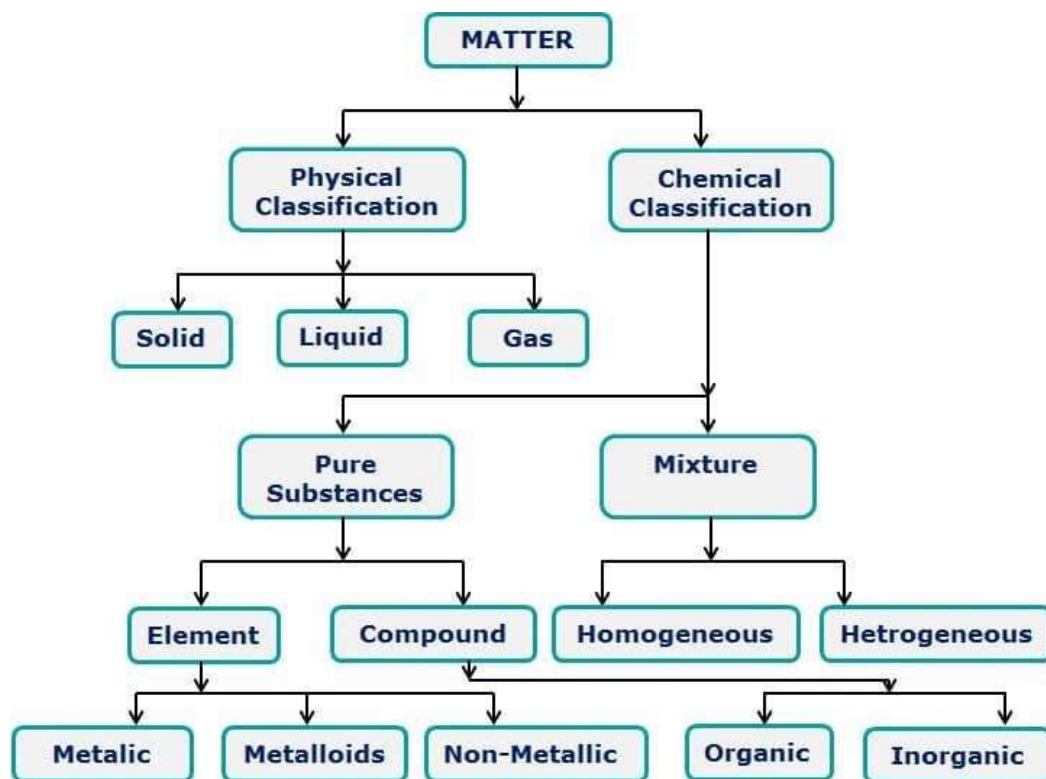 MATTER
Physical
Classification
Chemical
Classification
Solid
Liquid
Gas
Pure
Substances
Mixture
Element
Compound
Homogeneous
Hetrogeneous
Metalic
Metalloids
Non-Metallic
Organic
Inorganic